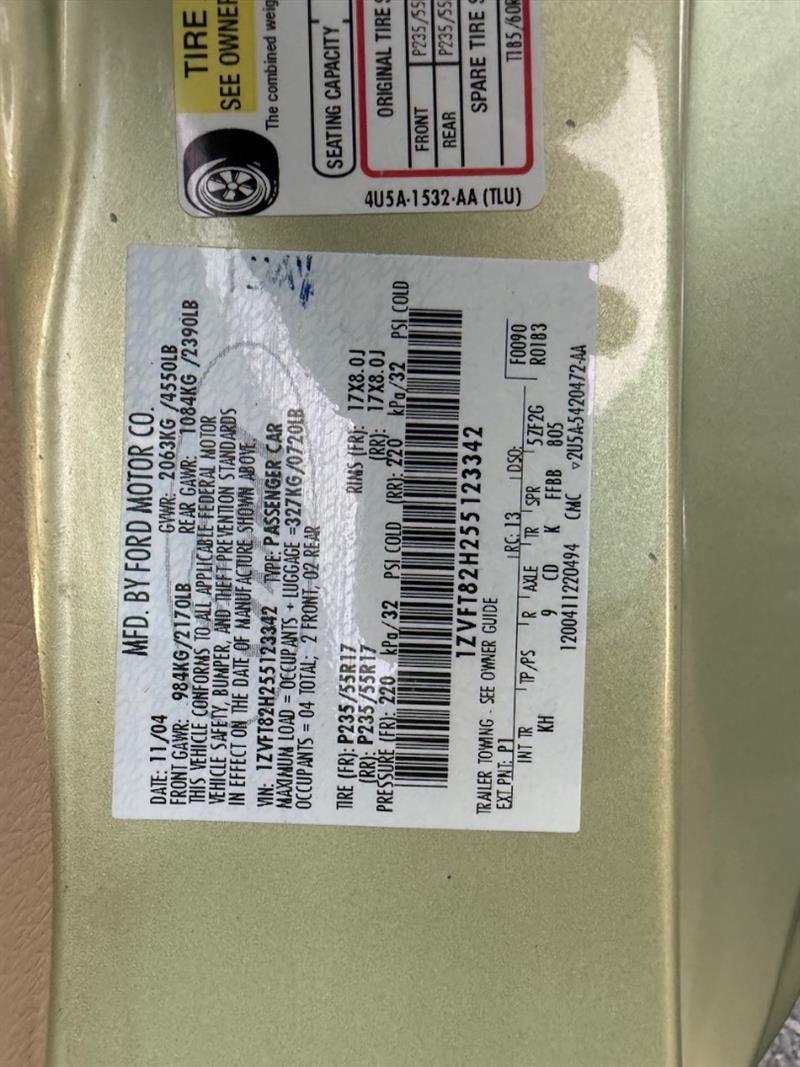 MFD. BY FORD MOTOR CO.
DATE: 11/04 GVWR: 2063KG /4550LB
FRONT GAWR: 984KG/2170LB REAR GAWR: 1084KG /2390LB
THIS VEHICLE CONFORMS TO ALL APPLICABLE FEDERAL MOTOR
VEHICLE SAFETY, BUMPER, AND THEFT PREVENTION STANDARDS
IN EFFECT ON THE DATE OF MANUFACTURE SHOWN ABOVE.
VIN: 1ZVFT82H255123342 TYPE: PASSENGER CAR
MAXIMUM LOAD = OCCUPANTS + LUGGAGE = 327KG/0720LB
OCCUPANTS = 04 TOTAL; 2 FRONT, 02 REAR
TIRE (FR): P235/55R17 RIMS (FR): 17X8.0J
(RR): P235/55R17 (RR): 17X8.0J
PRESSURE (FR): 220 kPa/32 PSI COLD (RR): 220 kPa/32 PSI COLD
1ZVFT82H255123342
TRAILER TOWING - SEE OWNER GUIDE
EXT PNT: P1 RC: 13 DSO: F0090
INT TR TP/PS R AXLE TR SPR 5ZF2G R0183
KH 9 CD K FFBB 805
1200411220494 CMC ▽2U5A-5420472-AA
TIRE
SEE OWNER
The combined weig
SEATING CAPACITY
ORIGINAL TIRE S
FRONT P235/55
REAR P235/55
SPARE TIRE S
T185/60R
4U5A-1532-AA (TLU)